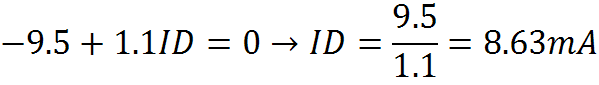 −9.5 + 1.1ID = 0 → ID = 9.5/1.1 = 8.63mA